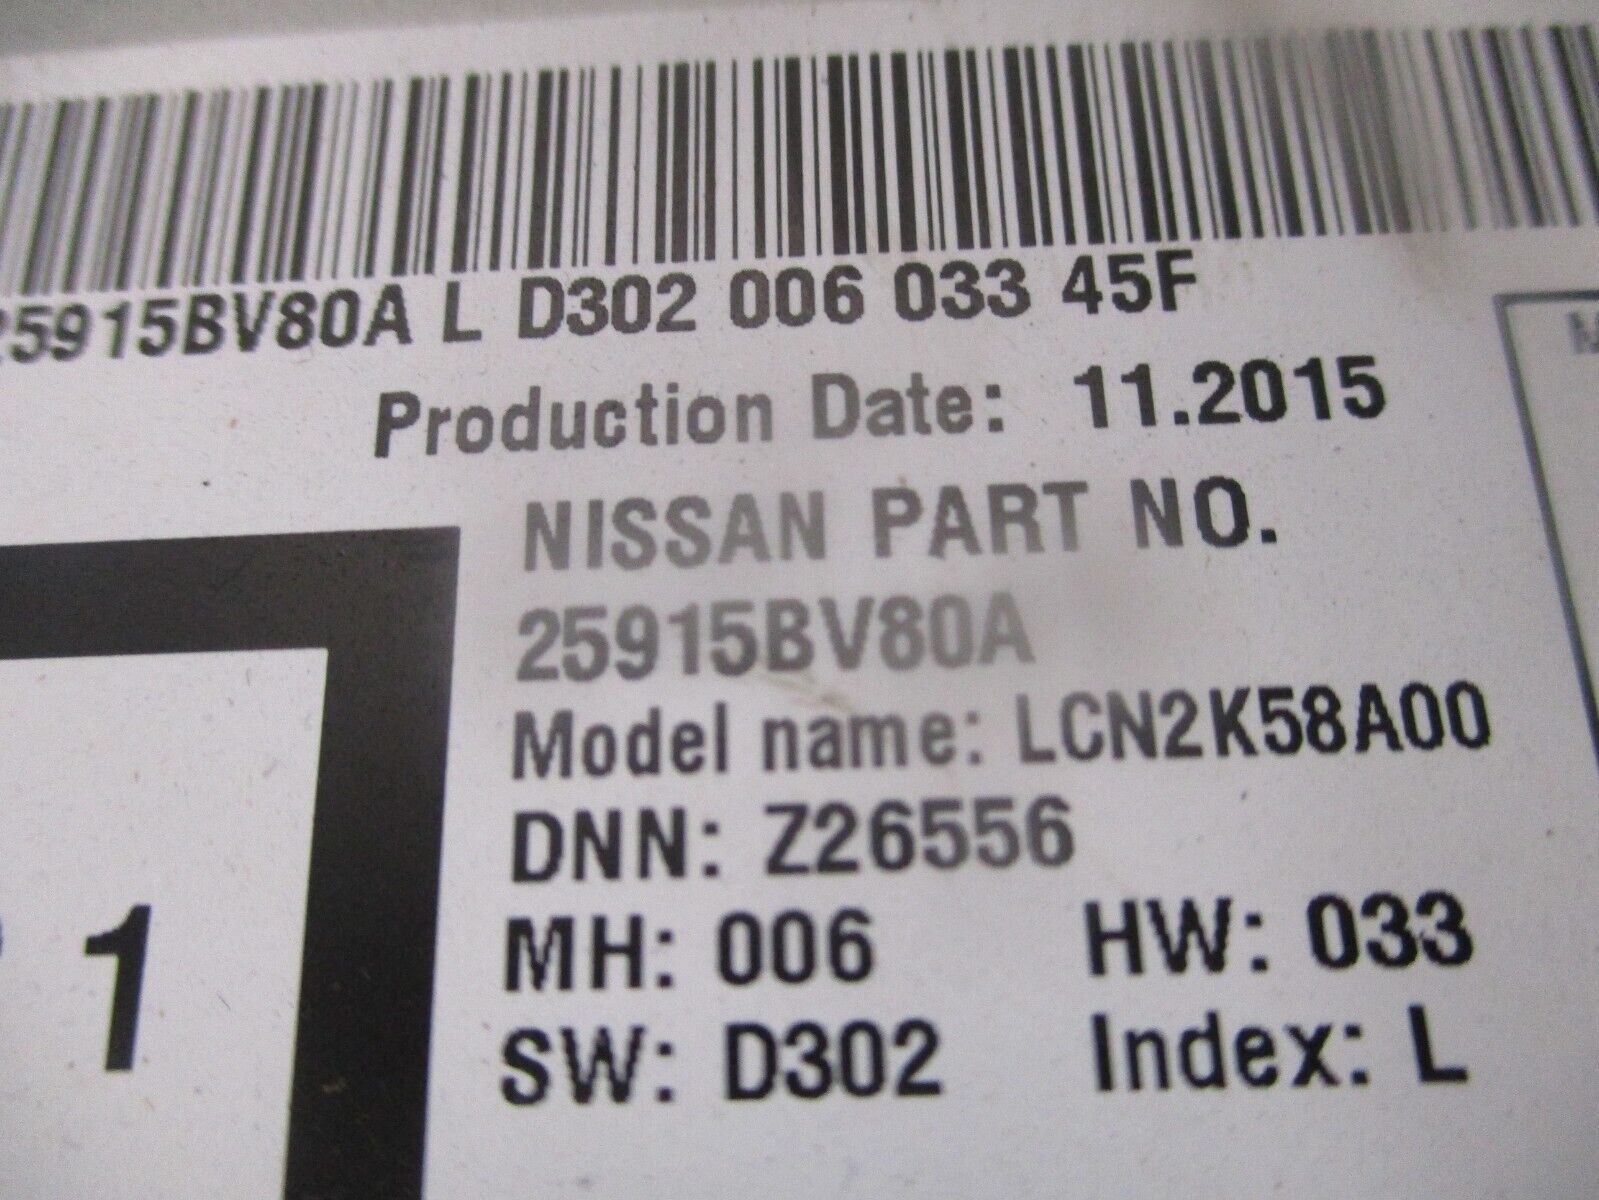 25915BV80A L D302 006 033 45F
Production Date: 11.2015
NISSAN PART NO.
25915BV80A
Model name: LCN2K58A00
DNN: Z26556
MH: 006 HW: 033
SW: D302 Index: L
1